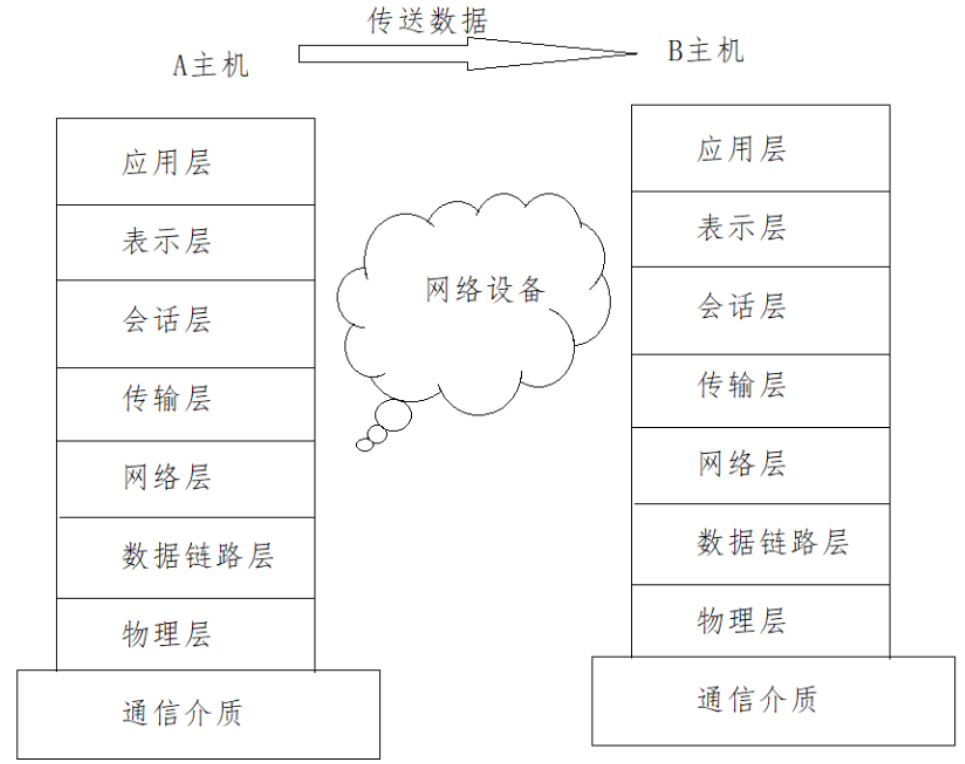 传送数据
A主机
B主机
应用层
表示层
会话层
传输层
网络层
数据链路层
物理层
通信介质
网络设备
应用层
表示层
会话层
传输层
网络层
数据链路层
物理层
通信介质